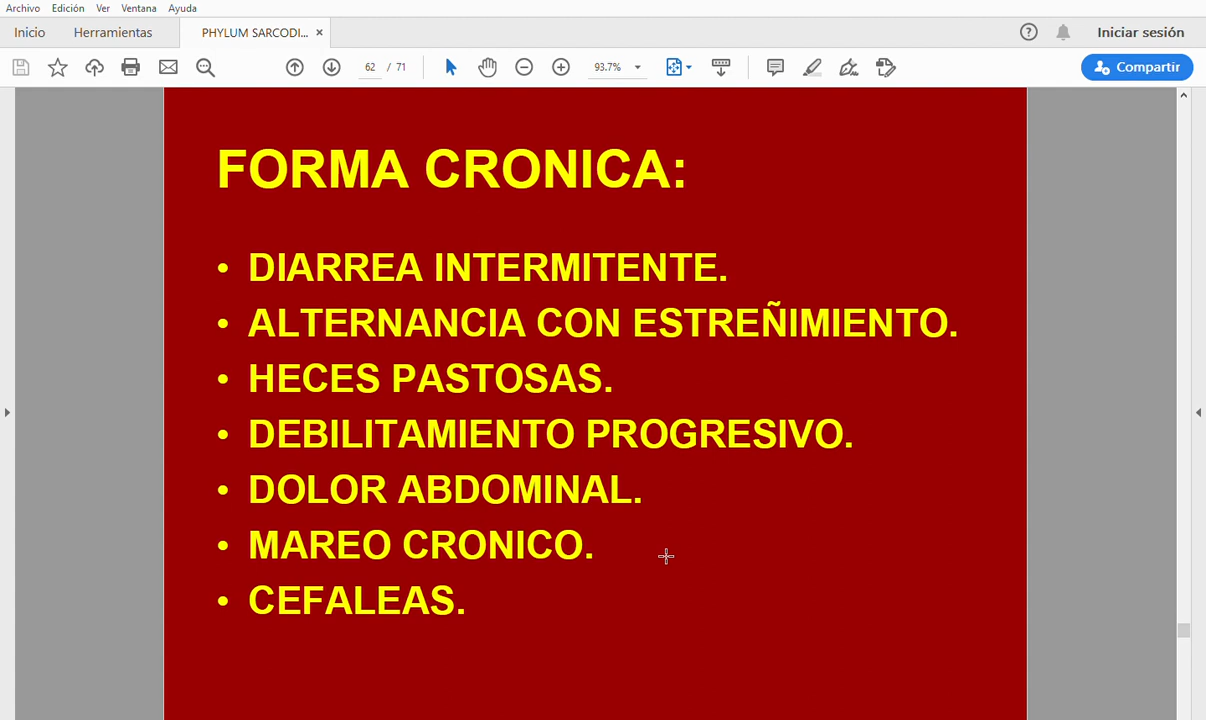 Archivo Edición Ver Ventana Ayuda
Inicio Herramientas PHYLUM SARCODI... × Iniciar sesión
62 / 71 93.7% Compartir
FORMA CRONICA:
• DIARREA INTERMITENTE.
• ALTERNANCIA CON ESTREÑIMIENTO.
• HECES PASTOSAS.
• DEBILITAMIENTO PROGRESIVO.
• DOLOR ABDOMINAL.
• MAREO CRONICO.
• CEFALEAS.